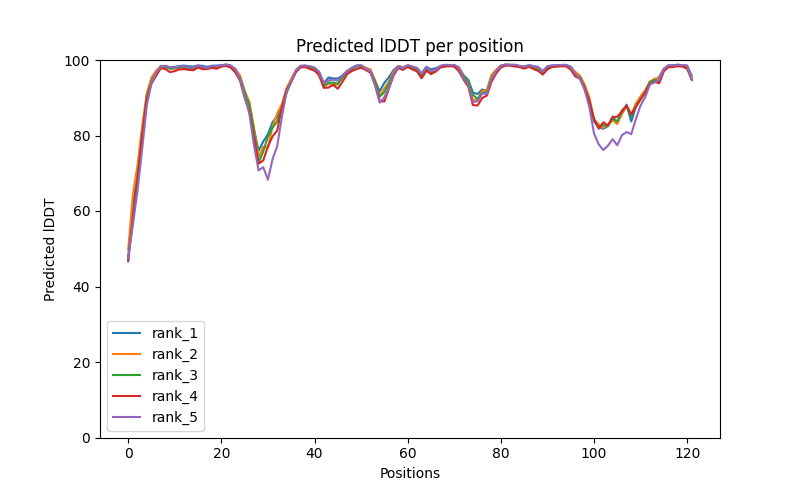 Predicted lDDT per position
Predicted lDDT
100
80
60
40
20
0
rank_1
rank_2
rank_3
rank_4
rank_5
0 20 40 60 80 100 120
Positions